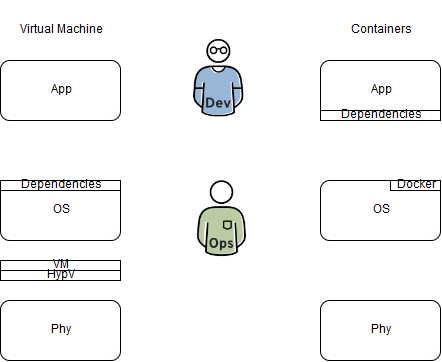 Virtual Machine
Containers
App
Dev
App
Dependencies
Dependencies
OS
Ops
Docker
OS
VM
HypV
Phy
Phy